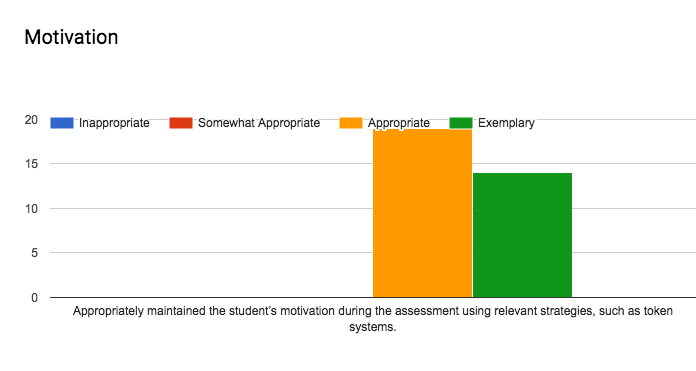 Motivation
20
Inappropriate
Somewhat Appropriate
Appropriate
Exemplary
15
10
5
0
Appropriately maintained the student’s motivation during the assessment using relevant strategies, such as token
systems.